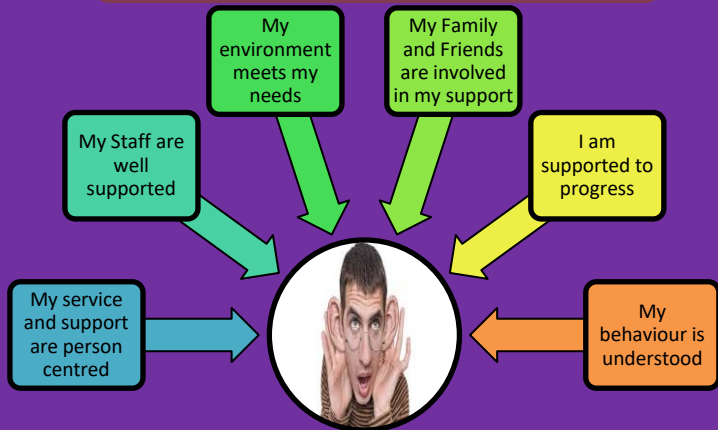 My service
and support
are person
centred
My Staff are
well
supported
My
environment
meets my
needs
My Family
and Friends
are involved
in my support
I am
supported to
progress
My
behaviour is
understood